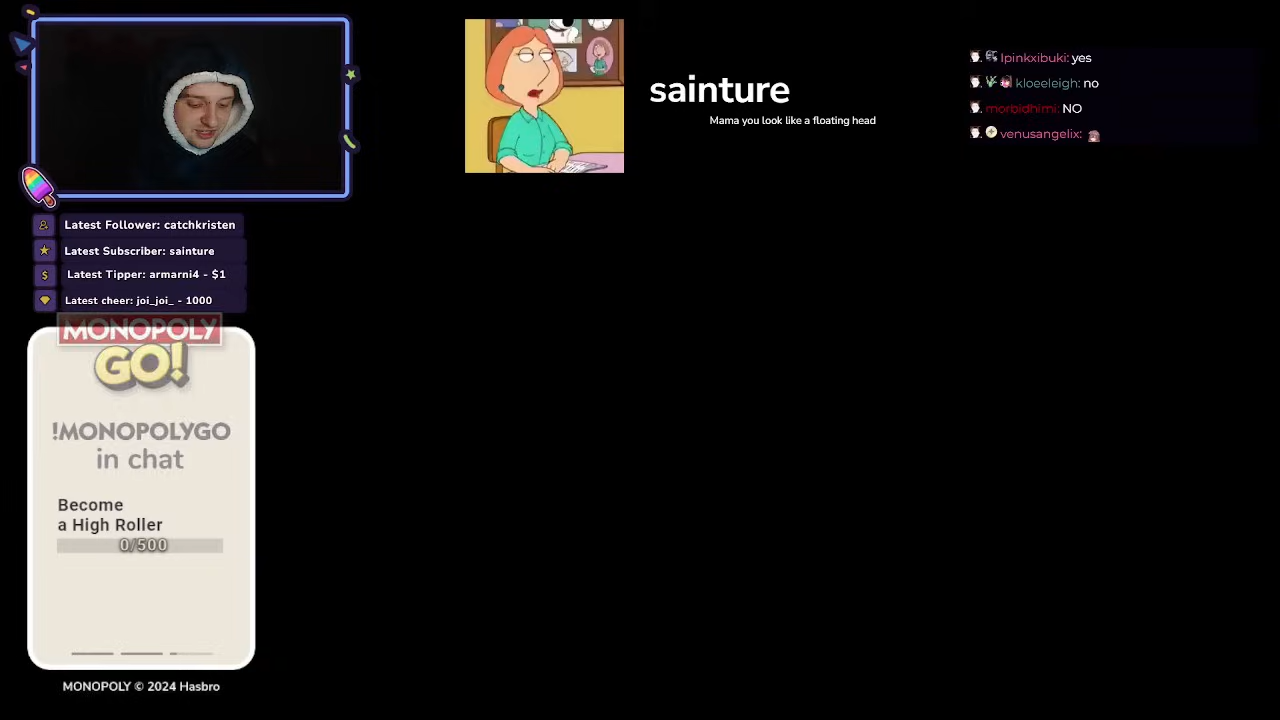 sainture
Mama you look like a floating head
lpinkxibuki: yes
kloeeleigh: no
morbidhimi: NO
venusangelix:
Latest Follower: catchkristen
Latest Subscriber: sainture
Latest Tipper: armarni4 - $1
Latest cheer: joi_joi_ - 1000
MONOPOLY
GO!
!MONOPOLYGO
in chat
Become
a High Roller
0/500
MONOPOLY © 2024 Hasbro